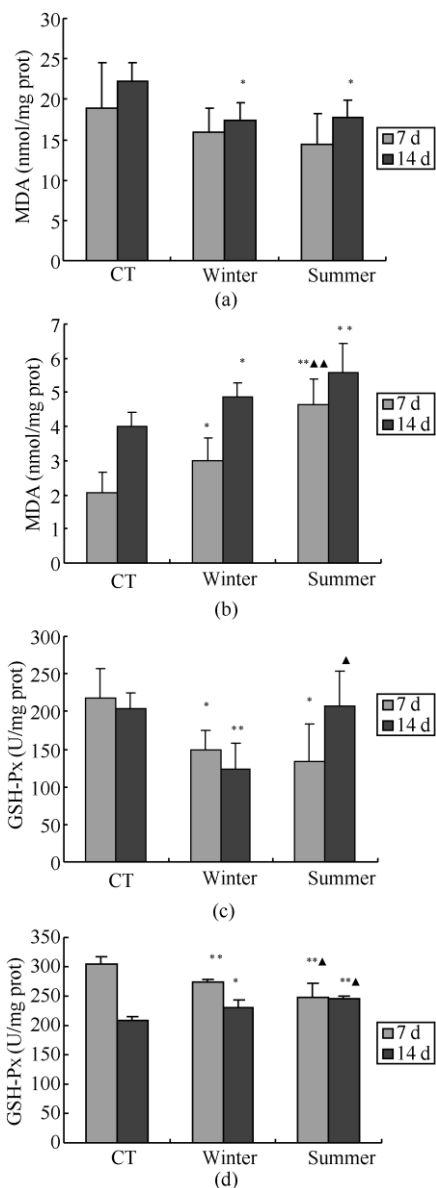 30
25
20
15
10
5
0
MDA (nmol/mg prot)
* *
7 d
14 d
CT Winter Summer
(a)
7
6
5
4
3
2
1
0
MDA (nmol/mg prot)
* * **▲▲ **
7 d
14 d
CT Winter Summer
(b)
300
250
200
150
100
50
0
GSH-Px (U/mg prot)
* ** * ▲
7 d
14 d
CT Winter Summer
(c)
350
300
250
200
250
100
50
0
GSH-Px (U/mg prot)
** * **▲ **▲
7 d
14 d
CT Winter Summer
(d)